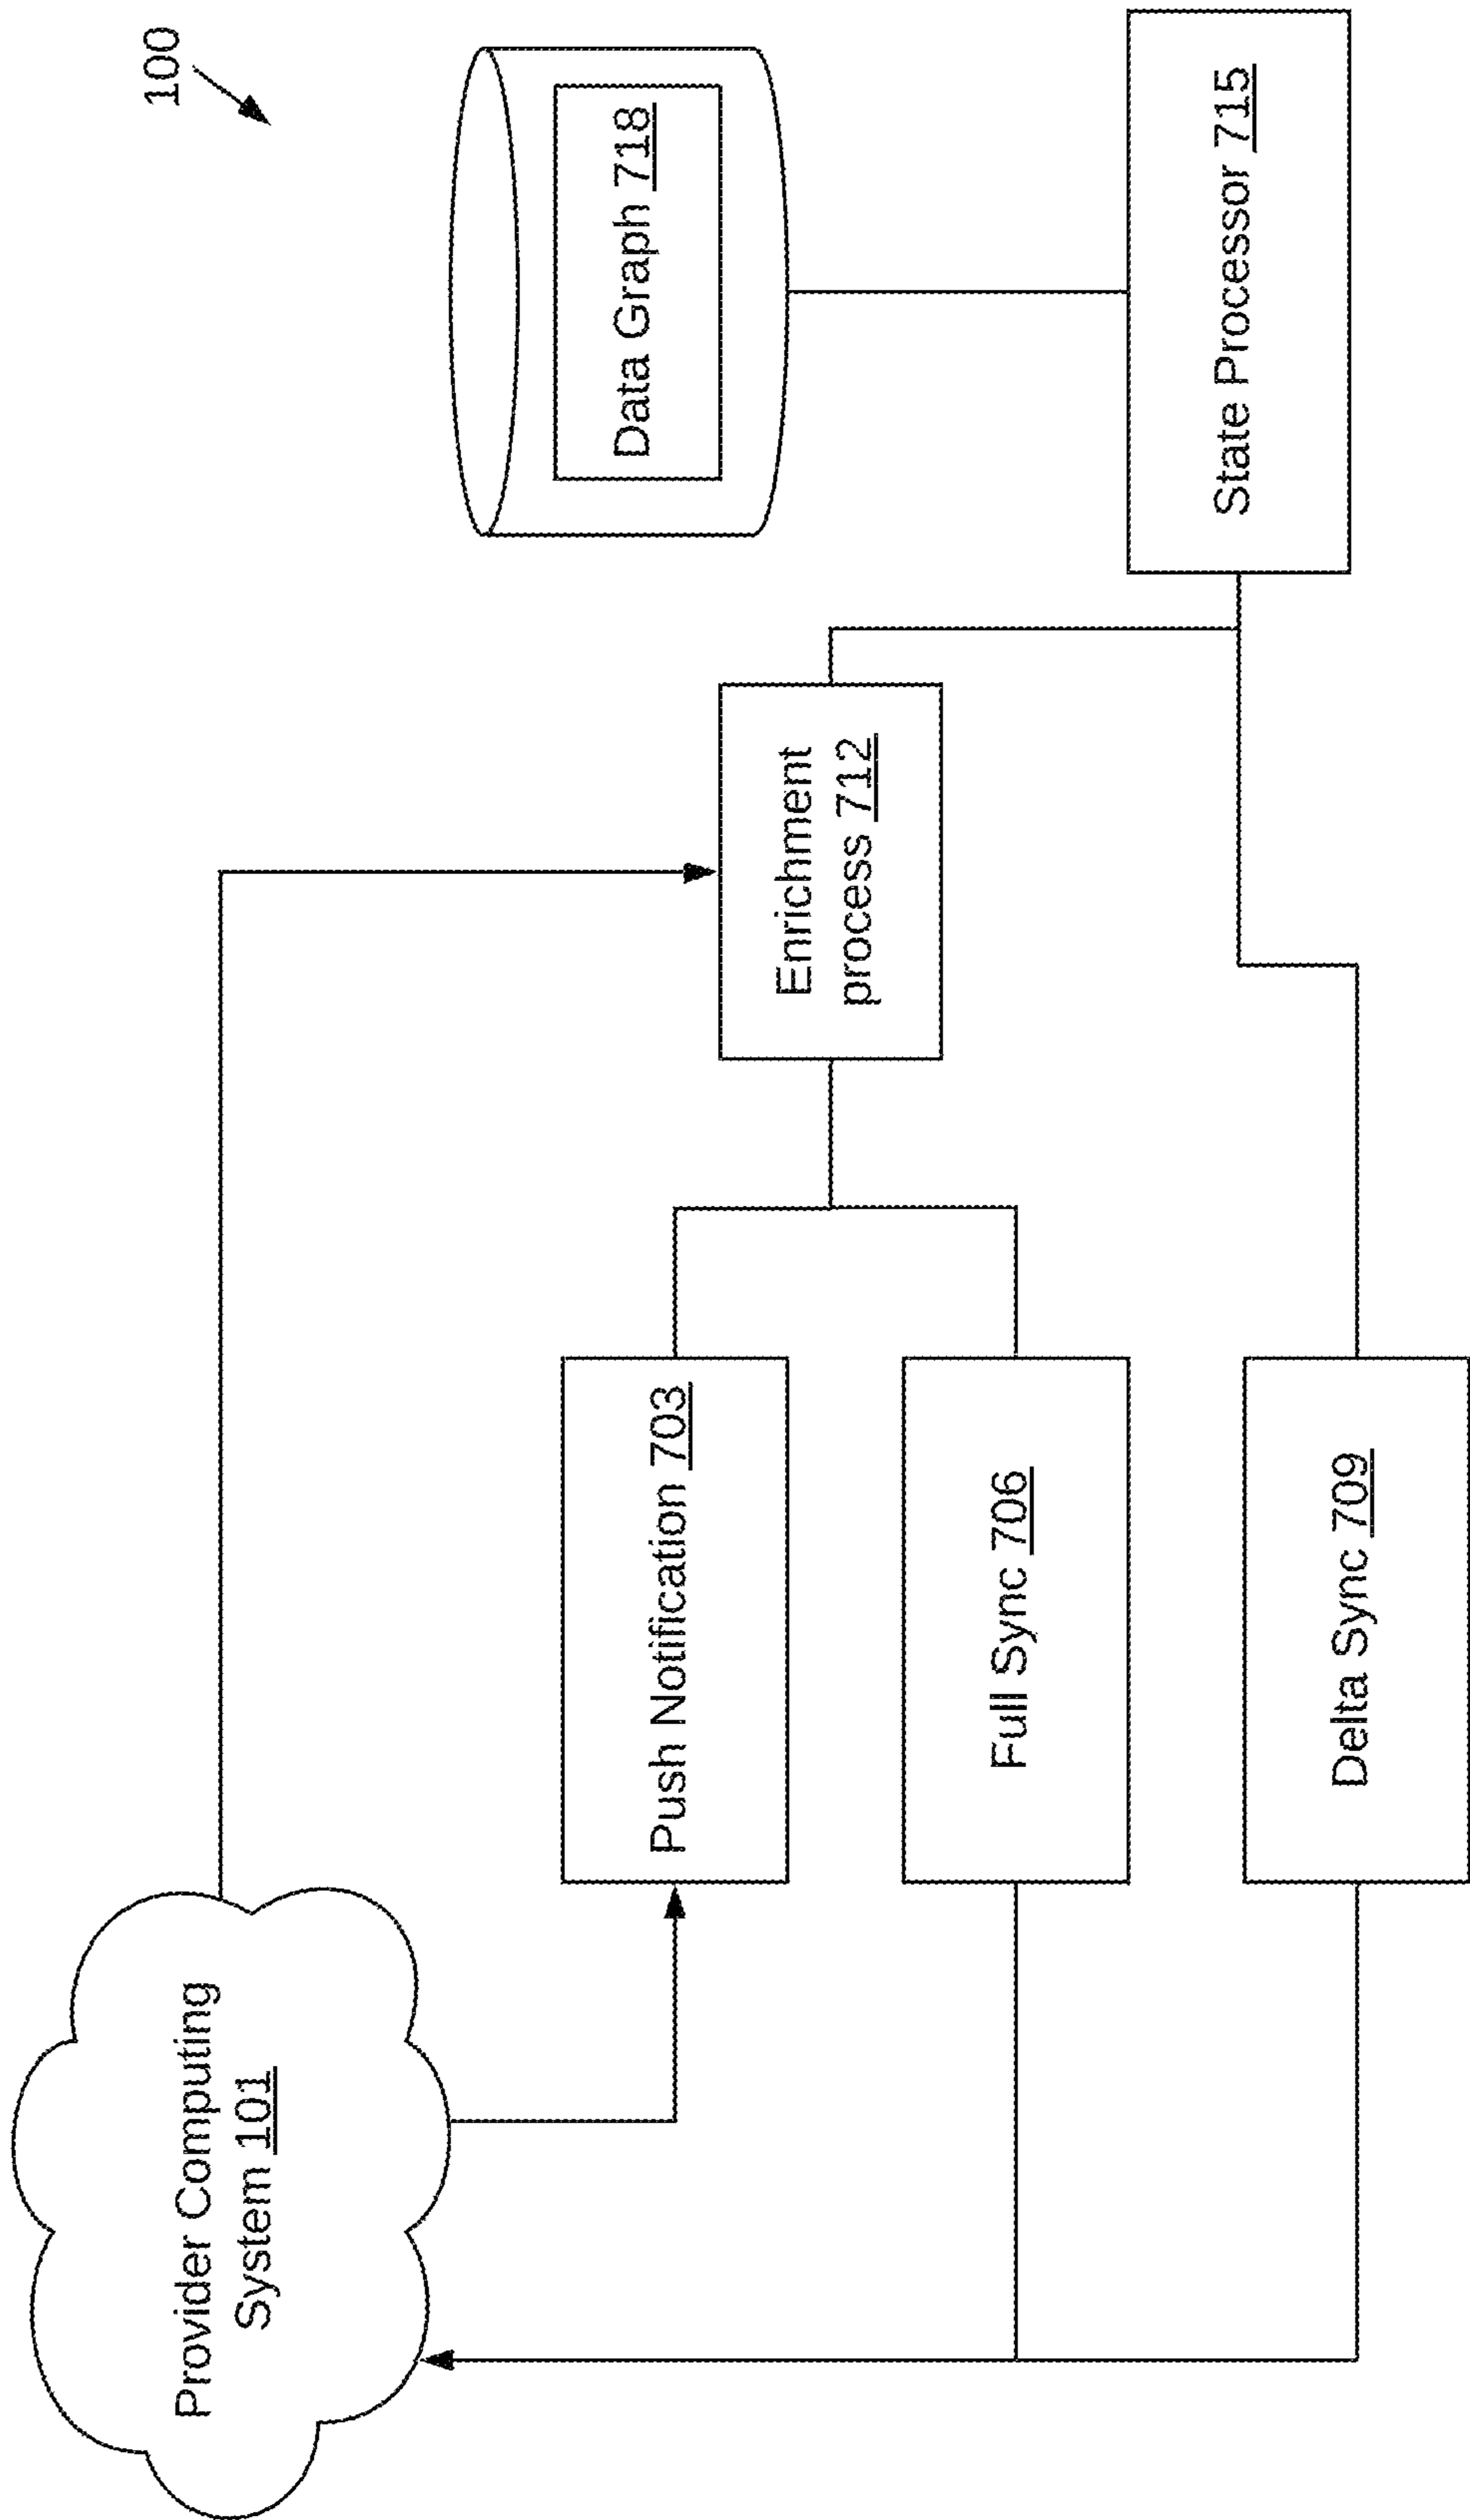 100
Provider Computing
System 101
Data Graph 718
Push Notification 703
Enrichment
process 712
Full Sync 706
State Processor 715
Delta Sync 709